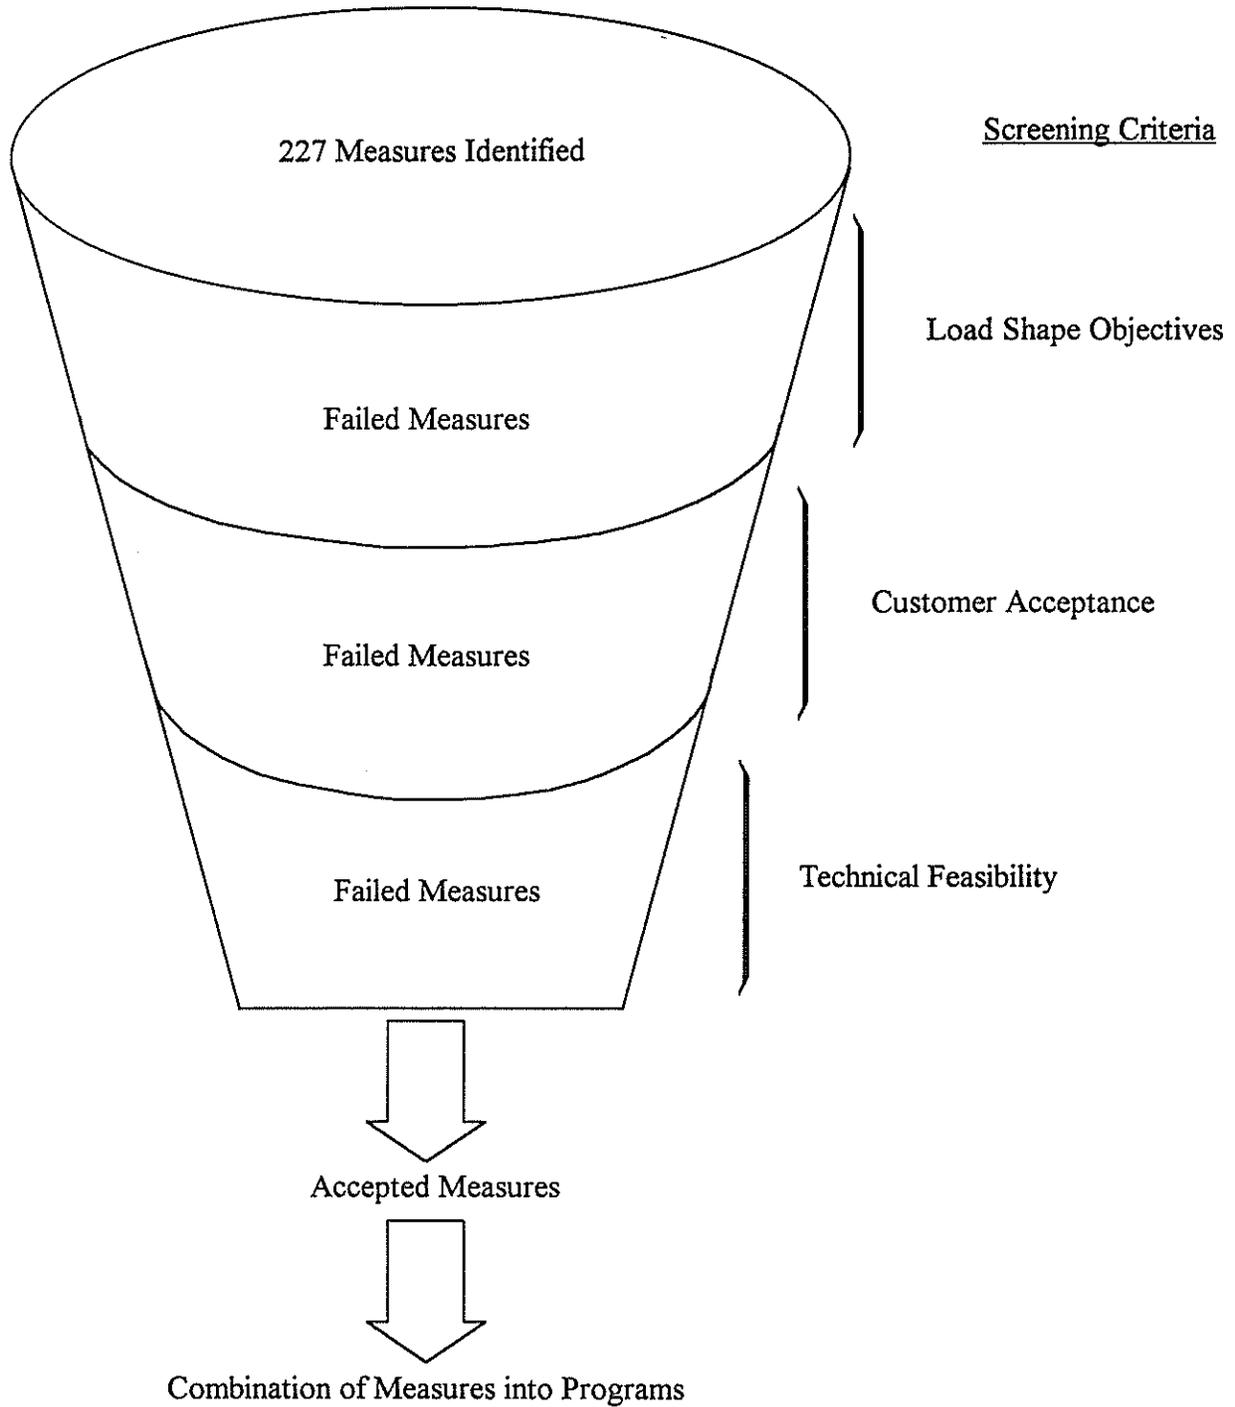 227 Measures Identified
Screening Criteria
Load Shape Objectives
Failed Measures
Customer Acceptance
Failed Measures
Technical Feasibility
Failed Measures
Accepted Measures
Combination of Measures into Programs